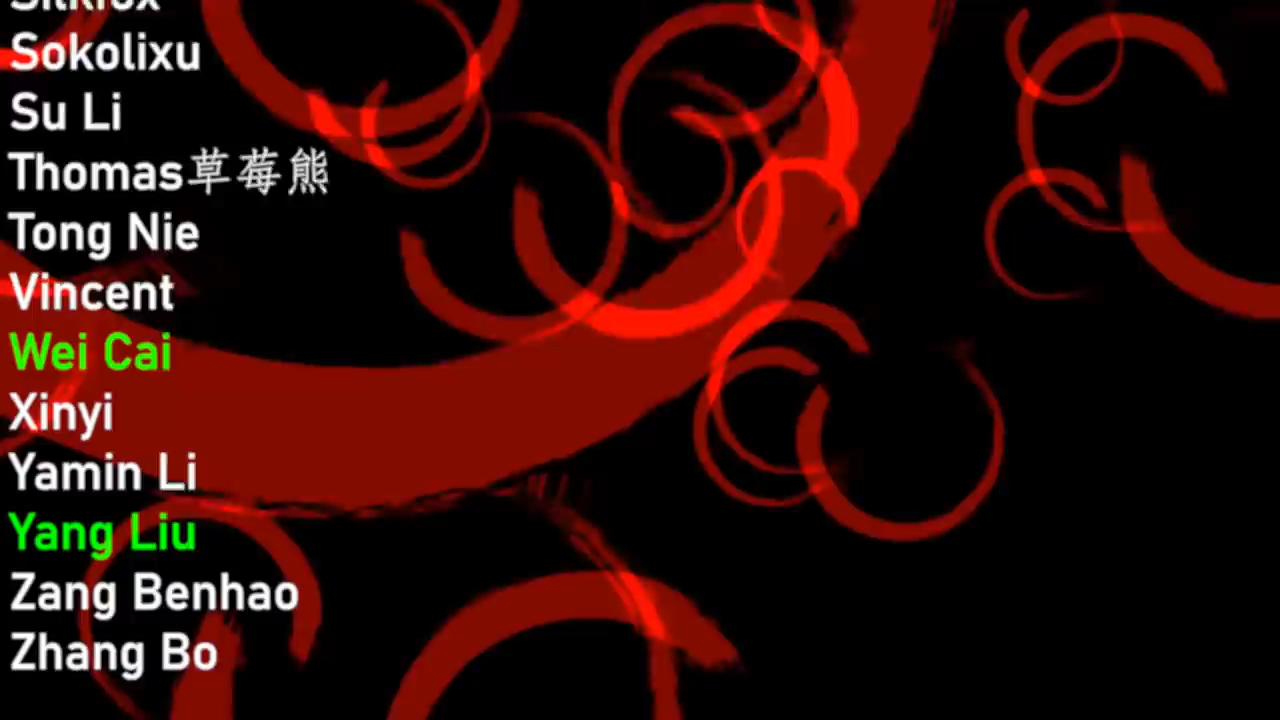 Sokolixu
Su Li
Thomas草莓熊
Tong Nie
Vincent
Wei Cai
Xinyi
Yamin Li
Yang Liu
Zang Benhao
Zhang Bo